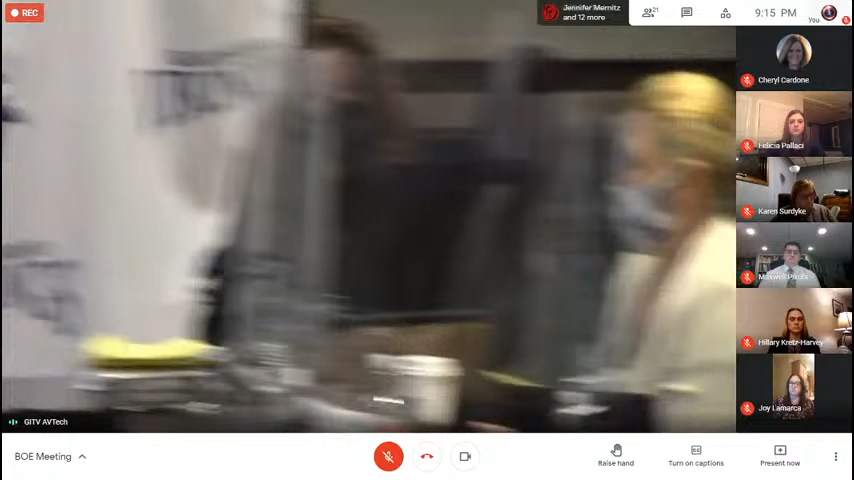 REC
Jennifer Mernitz
and 12 more
21
9:15 PM
You
Cheryl Cardone
Felicia Pallaci
Karen Surdyke
Hillary Kretz-Harvey
Joy Lamarca
GITV AVTech
BOE Meeting
Raise hand
Turn on captions
Present now